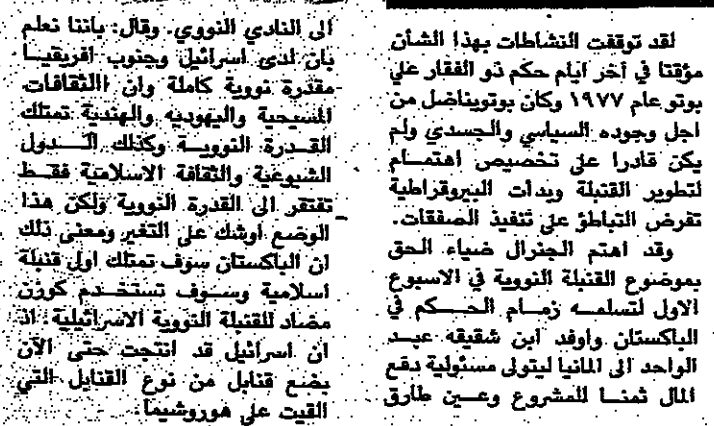 لقد توقفت النشاطات بهذا الشأن
مؤقتا في آخر ايام حكم ذو الفقار علي
بوتو عام ١٩٧٧ وكان بوتويناضل من
اجل وجوده السياسي والجسدي ولم
يكن قادرا على تخصيص اهتمام
لتطوير القنبلة وبدأت البيروقراطية
تفرض التباطؤ على تنفيذ الصفقات.
وقد اهتم الجنرال ضياء الحق
بموضوع القنبلة النووية في الاسبوع
الاول لتسلمه زمام الحكم في
الباكستان واوفد ابن شقيقه عبد
الواحد الى المانيا ليتولى مسئولية دفع
المال ثمنا للمشروع وعين طارق
الى النادي النووي. وقال: بأننا نعلم
بان لدى اسرائيل وجنوب افريقيا
مقدرة نووية كاملة وان الثقافات
المسيحية واليهوديه والهندية تمتلك
القدرة النووية وكذلك الدول
الشيوعية والثقافة الاسلامية فقط
تفتقر الى القدرة النووية ولكن هذا
الوضع اوشك على التغير ومعنى ذلك
ان الباكستان سوف تمتلك اول قنبلة
اسلامية وسوف تستخدم كوزن
مضاد للقنبلة النووية الاسرائيلية اذ
ان اسرائيل قد انتجت حتى الآن
بضع قنابل من نوع القنابل التي
القيت على هوروشيما